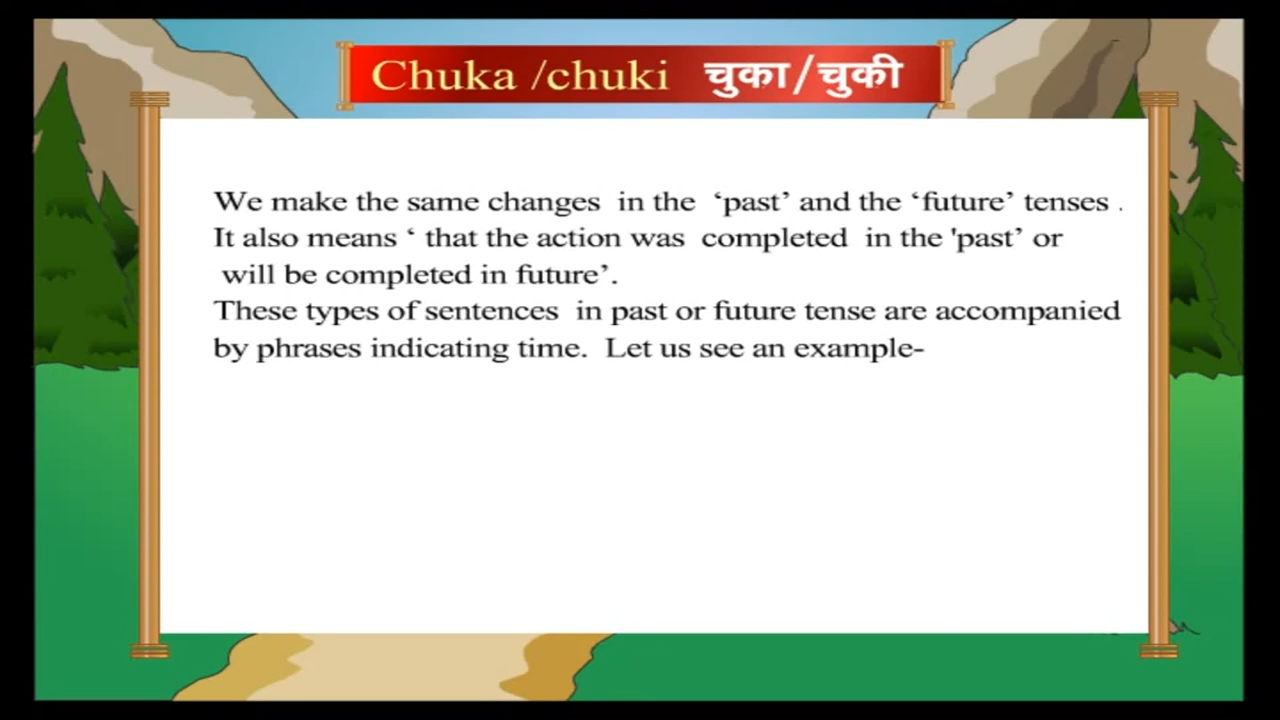 Chuka /chuki चुका/चुकी
We make the same changes in the ‘past’ and the ‘future’ tenses .
It also means ‘ that the action was completed in the 'past’ or
will be completed in future’.
These types of sentences in past or future tense are accompanied
by phrases indicating time. Let us see an example-